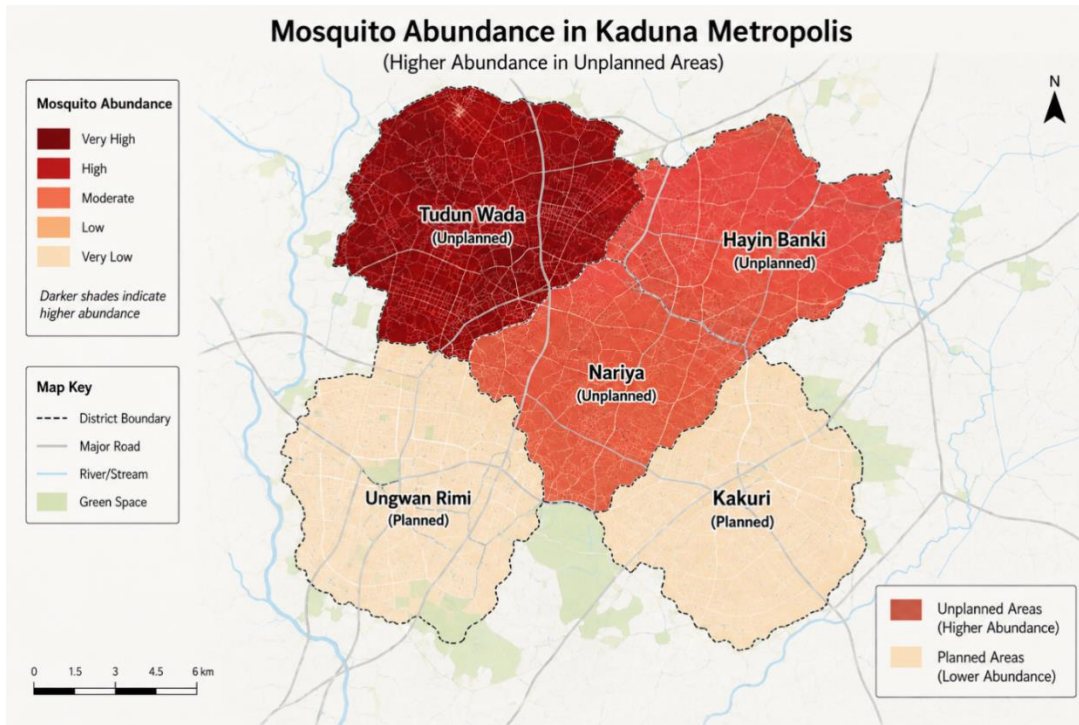 Mosquito Abundance in Kaduna Metropolis
(Higher Abundance in Unplanned Areas)
Mosquito Abundance
Very High
High
Moderate
Low
Very Low
Darker shades indicate
higher abundance
Map Key
District Boundary
Major Road
River/Stream
Green Space
N
Tudun Wada
(Unplanned)
Hayin Banki
(Unplanned)
Nariya
(Unplanned)
Ungwan Rimi
(Planned)
Kakuri
(Planned)
Unplanned Areas
(Higher Abundance)
Planned Areas
(Lower Abundance)
0 1.5 3 4.5 6 km